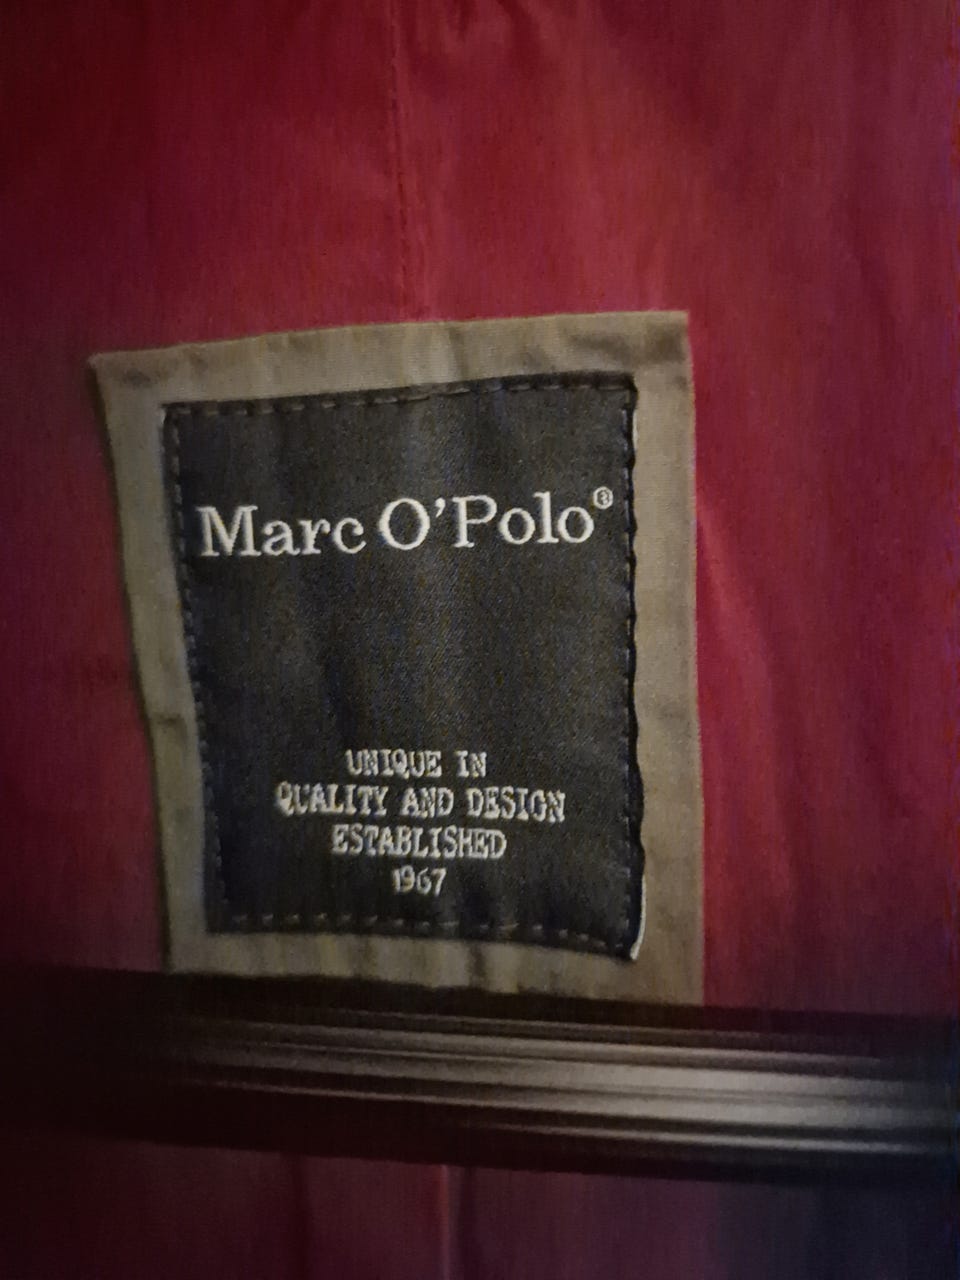 Marc O'Polo®
UNIQUE IN
QUALITY AND DESIGN
ESTABLISHED
1967